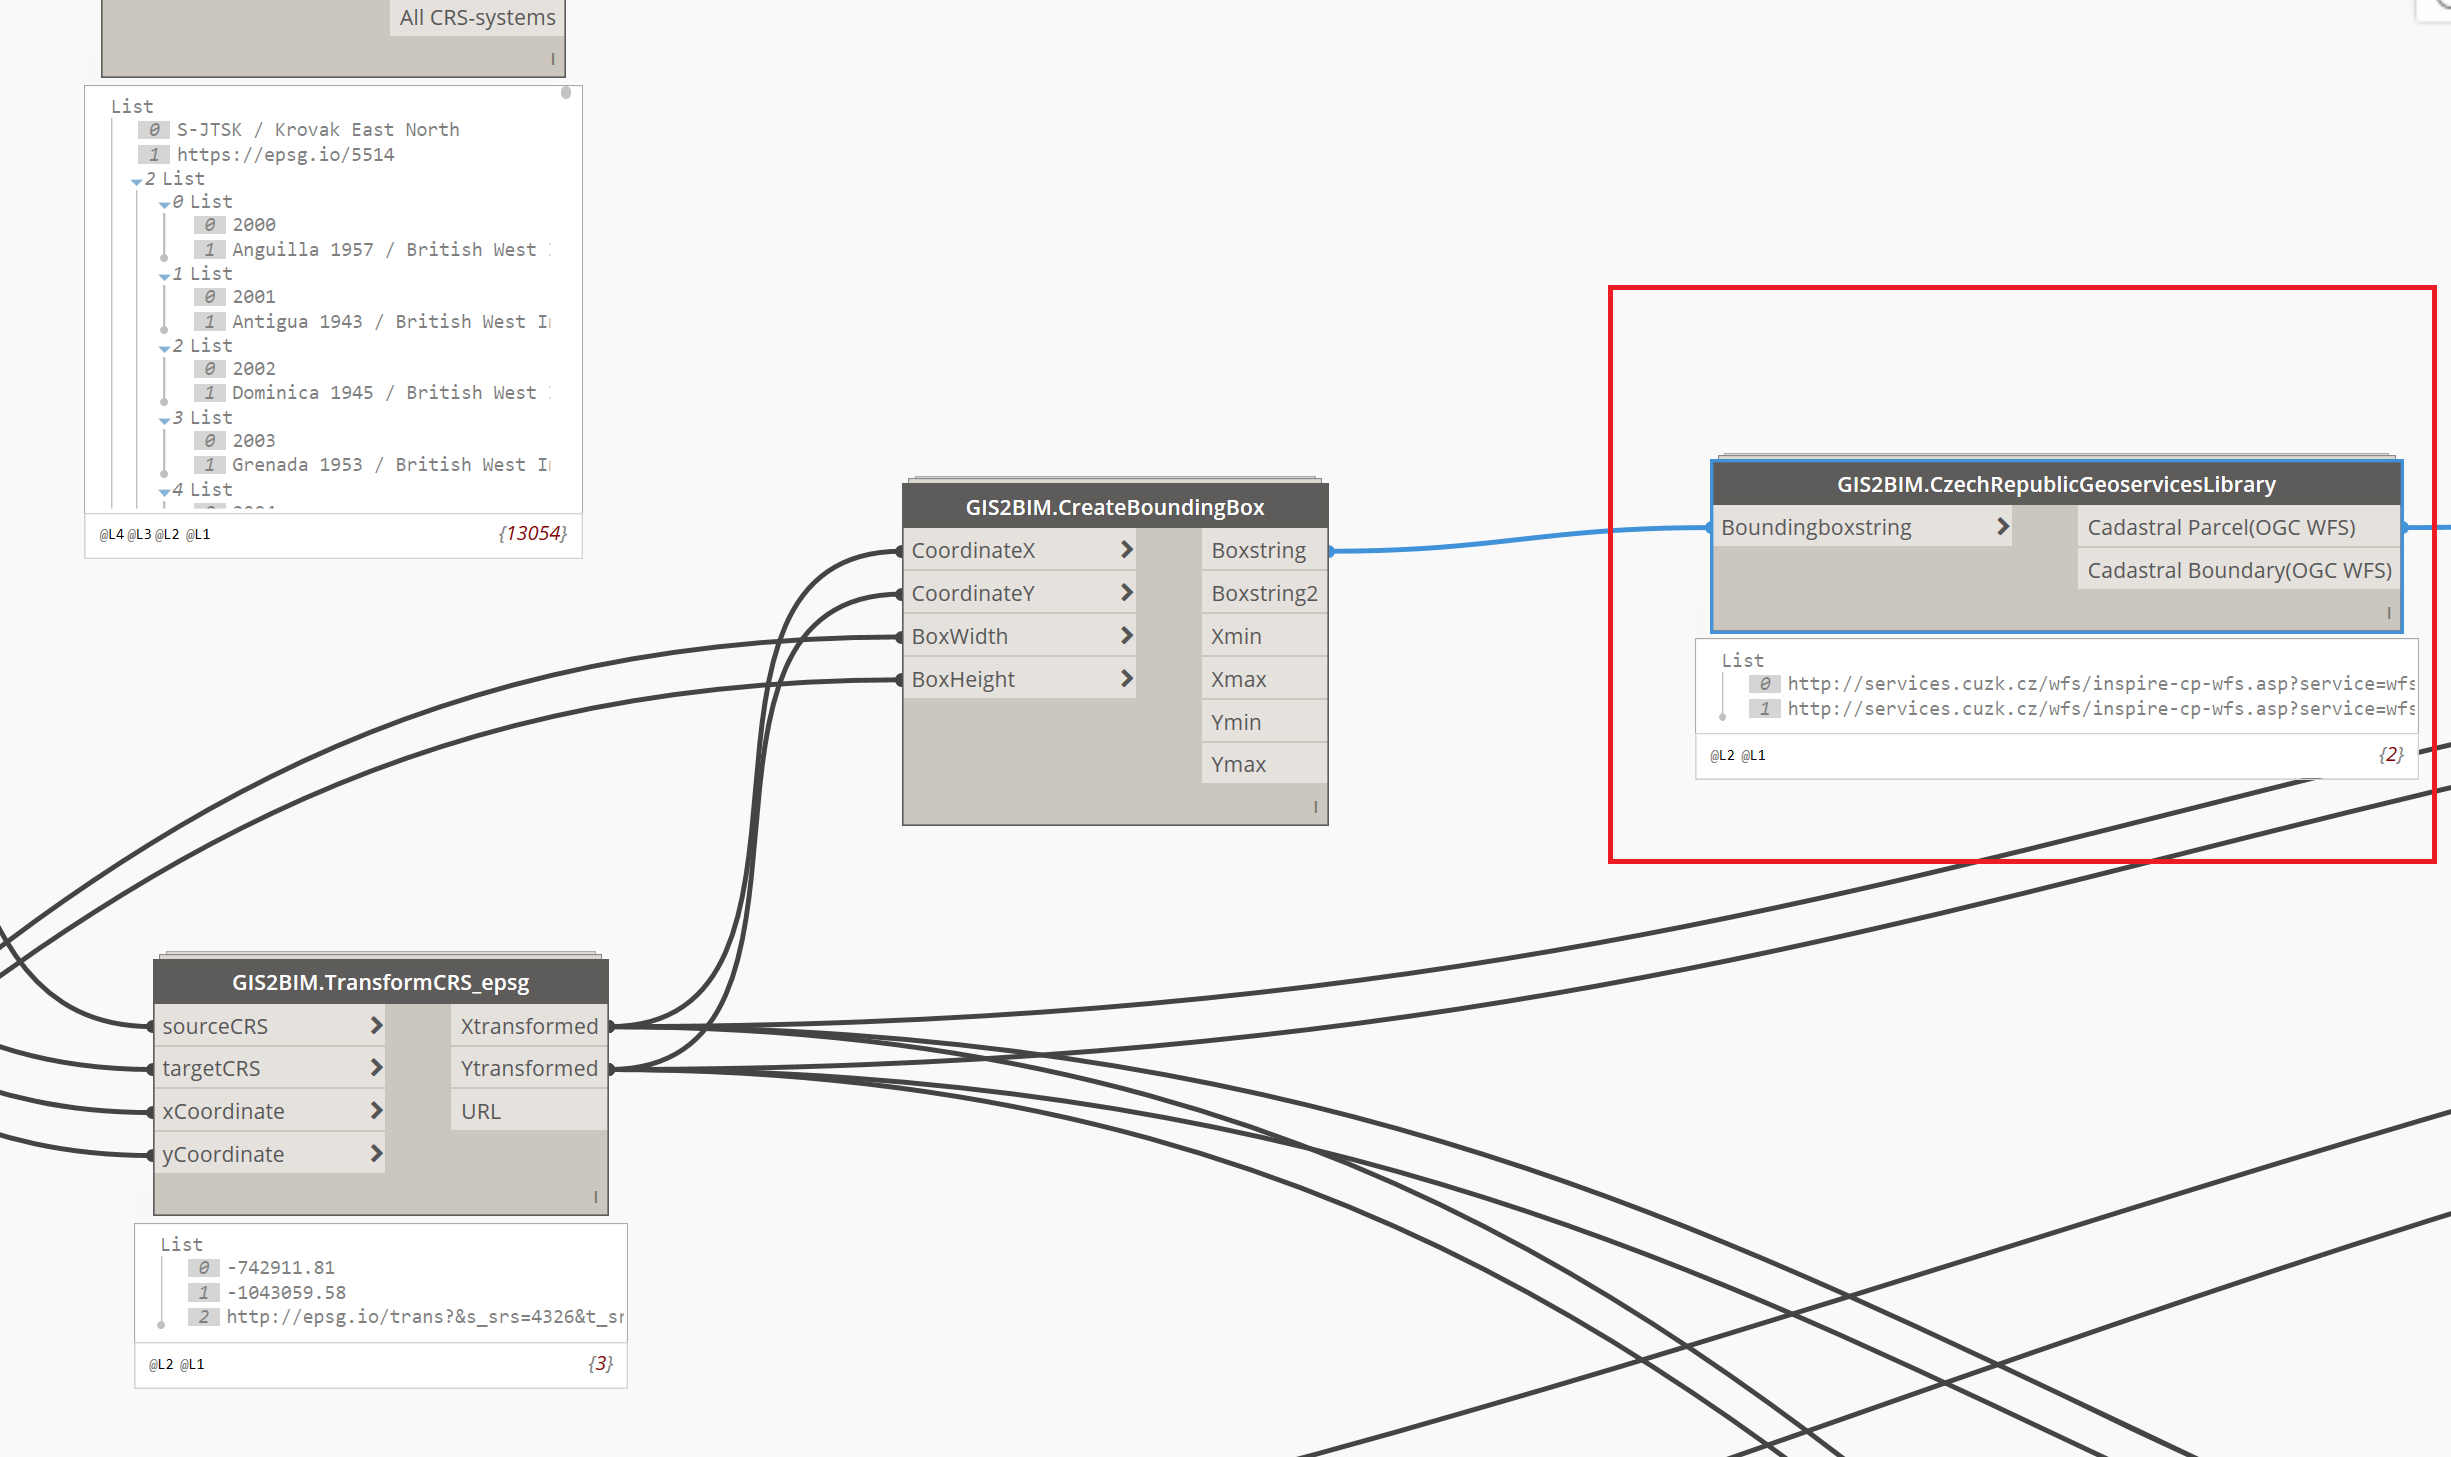 All CRS-systems
I
List
0 S-JTSK / Krovak East North
1 https://epsg.io/5514
2 List
0 List
0 2000
1 Anguilla 1957 / British West
1 List
0 2001
1 Antigua 1943 / British West
2 List
0 2002
1 Dominica 1945 / British West
3 List
0 2003
1 Grenada 1953 / British West
4 List
@L4 @L3 @L2 @L1 {13054}
GIS2BIM.CreateBoundingBox
CoordinateX > Boxstring
CoordinateY > Boxstring2
BoxWidth > Xmin
BoxHeight > Xmax
Ymin
Ymax
I
GIS2BIM.CzechRepublicGeoservicesLibrary
Boundingboxstring > Cadastral Parcel(OGC WFS)
Cadastral Boundary(OGC WFS)
I
List
0 http://services.cuzk.cz/wfs/inspire-cp-wfs.asp?service=wfs
1 http://services.cuzk.cz/wfs/inspire-cp-wfs.asp?service=wfs
@L2 @L1 {2}
GIS2BIM.TransformCRS_epsg
sourceCRS > Xtransformed
targetCRS > Ytransformed
xCoordinate > URL
yCoordinate >
I
List
0 -742911.81
1 -1043059.58
2 http://epsg.io/trans?&s_srs=4326&t_sr
@L2 @L1 {3}